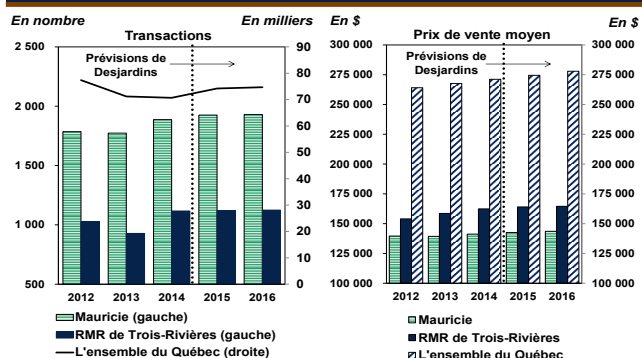 En nombre
En milliers
Transactions
2 500
2 000
1 500
1 000
500
90
80
70
60
50
40
30
20
10
0
Prévisions de
Desjardins
2012 2013 2014 2015 2016
Mauricie (gauche)
RMR de Trois-Rivières (gauche)
L'ensemble du Québec (droite)
En $
En $
Prix de vente moyen
300 000
275 000
250 000
225 000
200 000
175 000
150 000
125 000
100 000
300 000
275 000
250 000
225 000
200 000
175 000
150 000
125 000
100 000
Prévisions de
Desjardins
2012 2013 2014 2015 2016
Mauricie
RMR de Trois-Rivières
L'ensemble du Québec